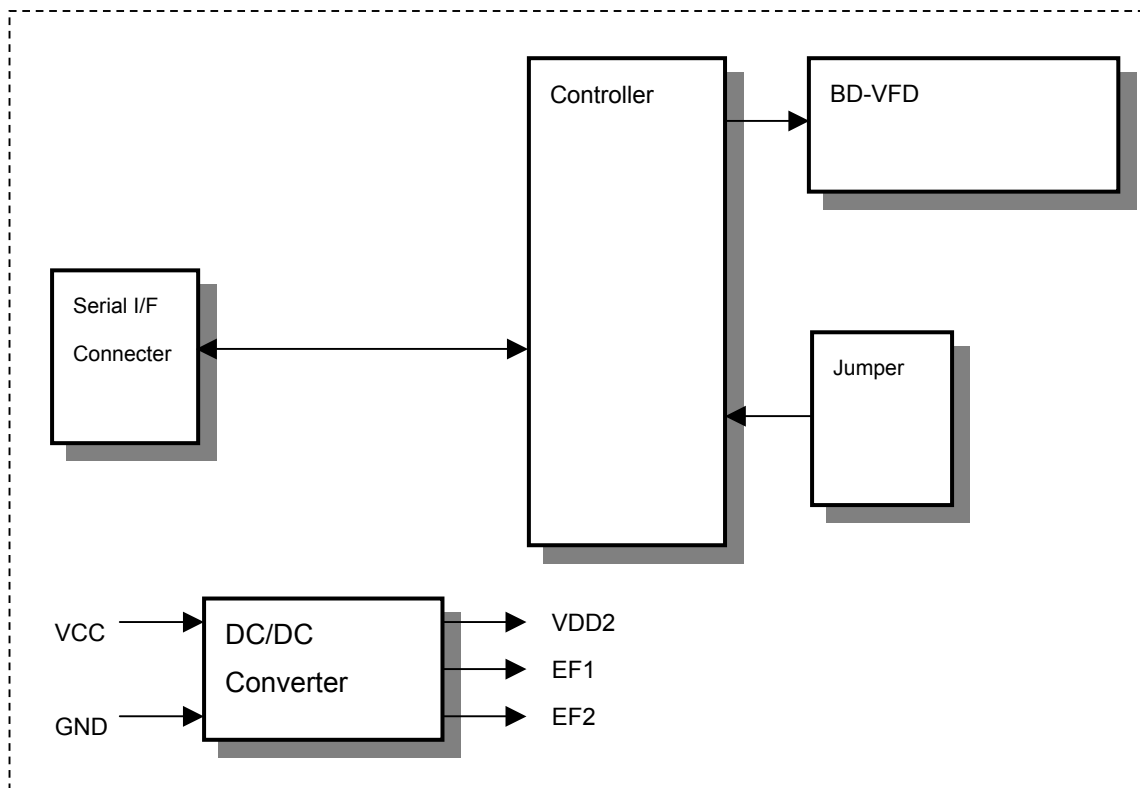 Controller
BD-VFD
Serial I/F
Connecter
Jumper
VCC
GND
DC/DC
Converter
VDD2
EF1
EF2